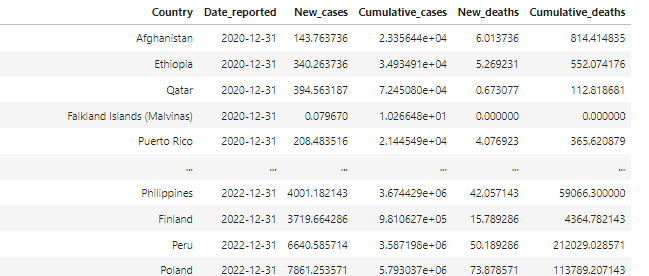 Country Date_reported New_cases Cumulative_cases New_deaths Cumulative_deaths
Afghanistan 2020-12-31 143.763736 2.335644e+04 6.013736 814.414835
Ethiopia 2020-12-31 340.263736 3.493491e+04 5.269231 552.074176
Qatar 2020-12-31 394.563187 7.245080e+04 0.673077 112.818681
Falkland Islands (Malvinas) 2020-12-31 0.079670 1.026648e+01 0.000000 0.000000
Puerto Rico 2020-12-31 208.483516 2.144549e+04 4.076923 365.620879
... ... ... ... ... ...
Philippines 2022-12-31 4001.182143 3.674429e+06 42.057143 59066.300000
Finland 2022-12-31 3719.664286 9.810627e+05 15.789286 4364.782143
Peru 2022-12-31 6640.585714 3.587198e+06 50.189286 212029.028571
Poland 2022-12-31 7861.253571 5.793037e+06 73.878571 113789.207143